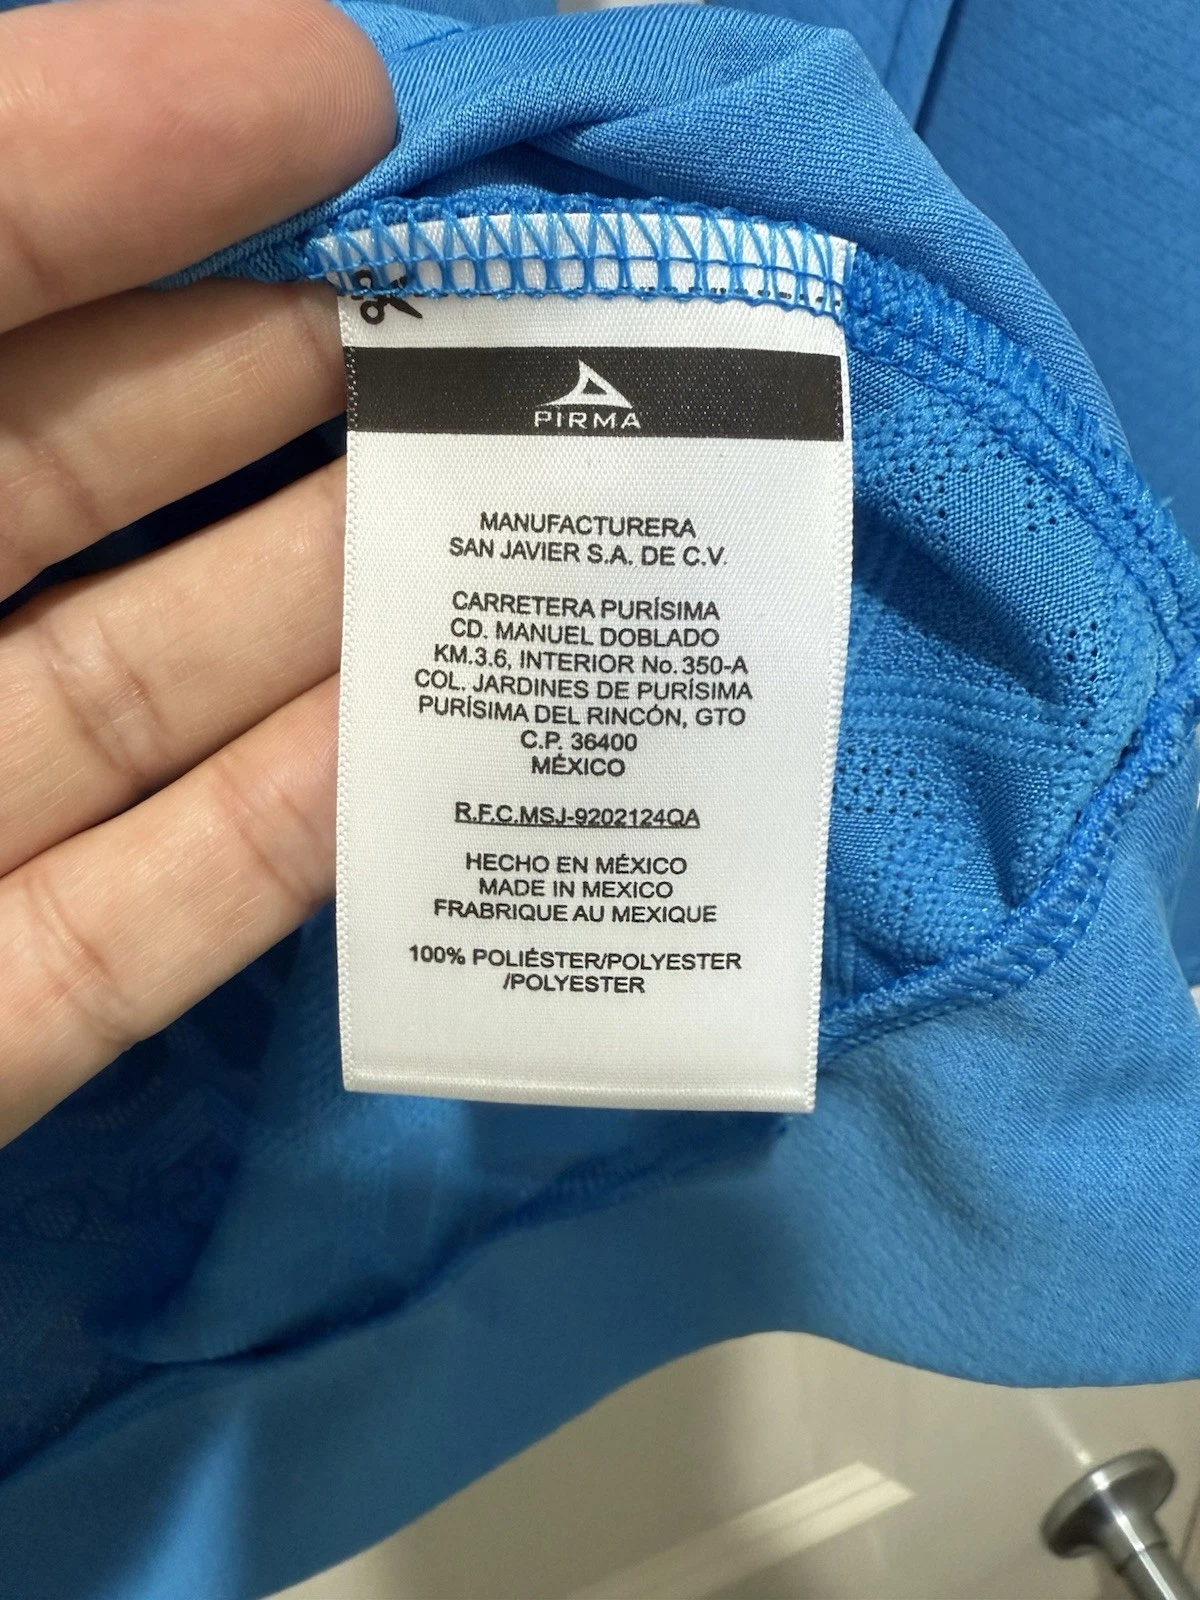 PIRMA
MANUFACTURERA
SAN JAVIER S.A. DE C.V.
CARRETERA PURÍSIMA
CD. MANUEL DOBLADO
KM.3.6, INTERIOR No. 350-A
COL. JARDINES DE PURÍSIMA
PURÍSIMA DEL RINCÓN, GTO
C.P. 36400
MÉXICO
R.F.C.MSJ-9202124QA
HECHO EN MÉXICO
MADE IN MEXICO
FRABRIQUE AU MEXIQUE
100% POLIÉSTER/POLYESTER
/POLYESTER